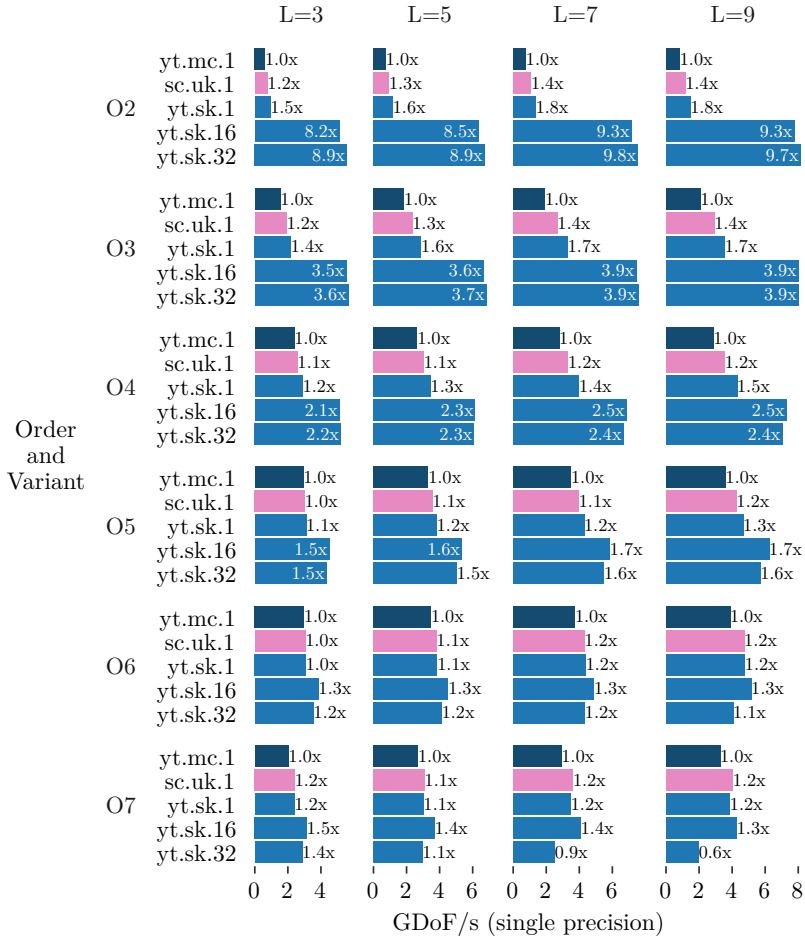 L=3 L=5 L=7 L=9
O2
yt.mc.1 1.0x 1.0x 1.0x 1.0x
sc.uk.1 1.2x 1.3x 1.4x 1.4x
yt.sk.1 1.5x 1.6x 1.8x 1.8x
yt.sk.16 8.2x 8.5x 9.3x 9.3x
yt.sk.32 8.9x 8.9x 9.8x 9.7x
O3
yt.mc.1 1.0x 1.0x 1.0x 1.0x
sc.uk.1 1.2x 1.3x 1.4x 1.4x
yt.sk.1 1.4x 1.6x 1.7x 1.7x
yt.sk.16 3.5x 3.6x 3.9x 3.9x
yt.sk.32 3.6x 3.7x 3.9x 3.9x
Order
and
Variant
O4
yt.mc.1 1.0x 1.0x 1.0x 1.0x
sc.uk.1 1.1x 1.1x 1.2x 1.2x
yt.sk.1 1.2x 1.3x 1.4x 1.5x
yt.sk.16 2.1x 2.3x 2.5x 2.5x
yt.sk.32 2.2x 2.3x 2.4x 2.4x
O5
yt.mc.1 1.0x 1.0x 1.0x 1.0x
sc.uk.1 1.0x 1.1x 1.1x 1.2x
yt.sk.1 1.1x 1.2x 1.2x 1.3x
yt.sk.16 1.5x 1.6x 1.7x 1.7x
yt.sk.32 1.5x 1.5x 1.6x 1.6x
O6
yt.mc.1 1.0x 1.0x 1.0x 1.0x
sc.uk.1 1.0x 1.1x 1.2x 1.2x
yt.sk.1 1.0x 1.1x 1.2x 1.2x
yt.sk.16 1.3x 1.3x 1.3x 1.3x
yt.sk.32 1.2x 1.2x 1.2x 1.1x
O7
yt.mc.1 1.0x 1.0x 1.0x 1.0x
sc.uk.1 1.2x 1.1x 1.2x 1.2x
yt.sk.1 1.2x 1.1x 1.2x 1.2x
yt.sk.16 1.5x 1.4x 1.4x 1.3x
yt.sk.32 1.4x 1.1x 0.9x 0.6x
0 2 4 0 2 4 6 0 2 4 6 0 2 4 6 8
GDoF/s (single precision)